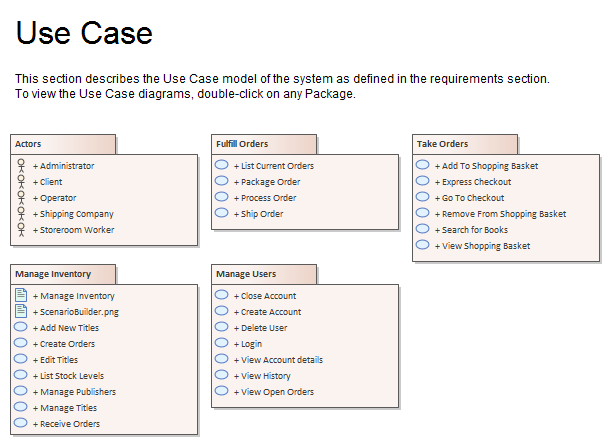 Use Case
This section describes the Use Case model of the system as defined in the requirements section.
To view the Use Case diagrams, double-click on any Package.
Actors
+ Administrator
+ Client
+ Operator
+ Shipping Company
+ Storeroom Worker
Fulfill Orders
+ List Current Orders
+ Package Order
+ Process Order
+ Ship Order
Take Orders
+ Add To Shopping Basket
+ Express Checkout
+ Go To Checkout
+ Remove From Shopping Basket
+ Search for Books
+ View Shopping Basket
Manage Inventory
+ Manage Inventory
+ ScenarioBuilder.png
+ Add New Titles
+ Create Orders
+ Edit Titles
+ List Stock Levels
+ Manage Publishers
+ Manage Titles
+ Receive Orders
Manage Users
+ Close Account
+ Create Account
+ Delete User
+ Login
+ View Account details
+ View History
+ View Open Orders